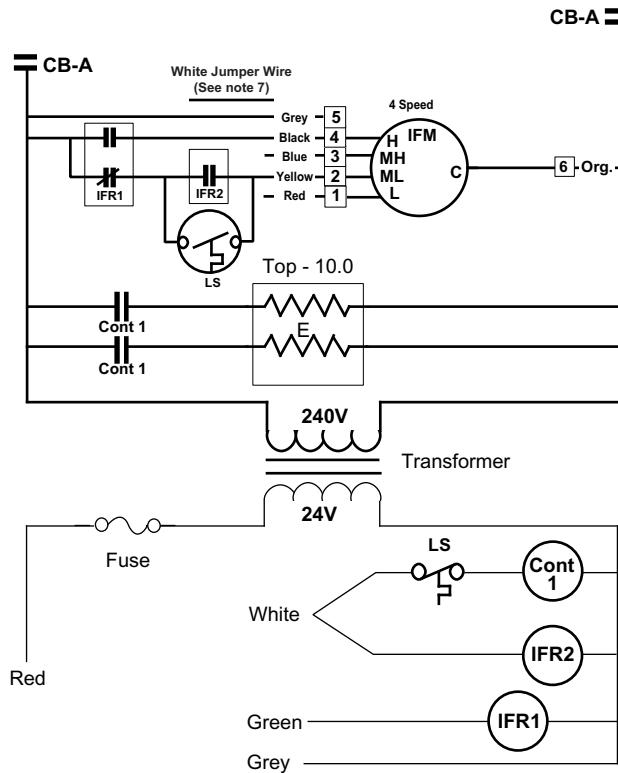 CB-A
CB-A
White Jumper Wire
(See note 7)
4 Speed
Grey 5
Black 4 H IFM
Blue 3 MH
Yellow 2 ML C 6 Org.
Red 1 L
IFR1
IFR2
LS
Top - 10.0
Cont 1
E
Cont 1
240V
Transformer
24V
Fuse
LS
Cont
1
White
IFR2
Red
Green IFR1
Grey